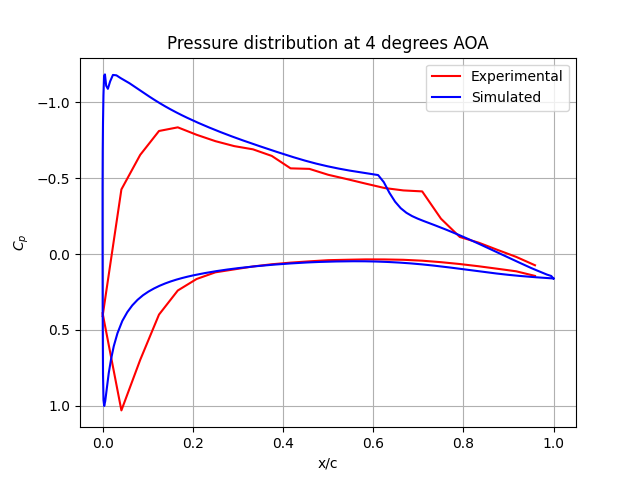 Pressure distribution at 4 degrees AOA
Experimental
Simulated
−1.0
−0.5
0.0
0.5
1.0
$C_p$
0.0 0.2 0.4 0.6 0.8 1.0
x/c